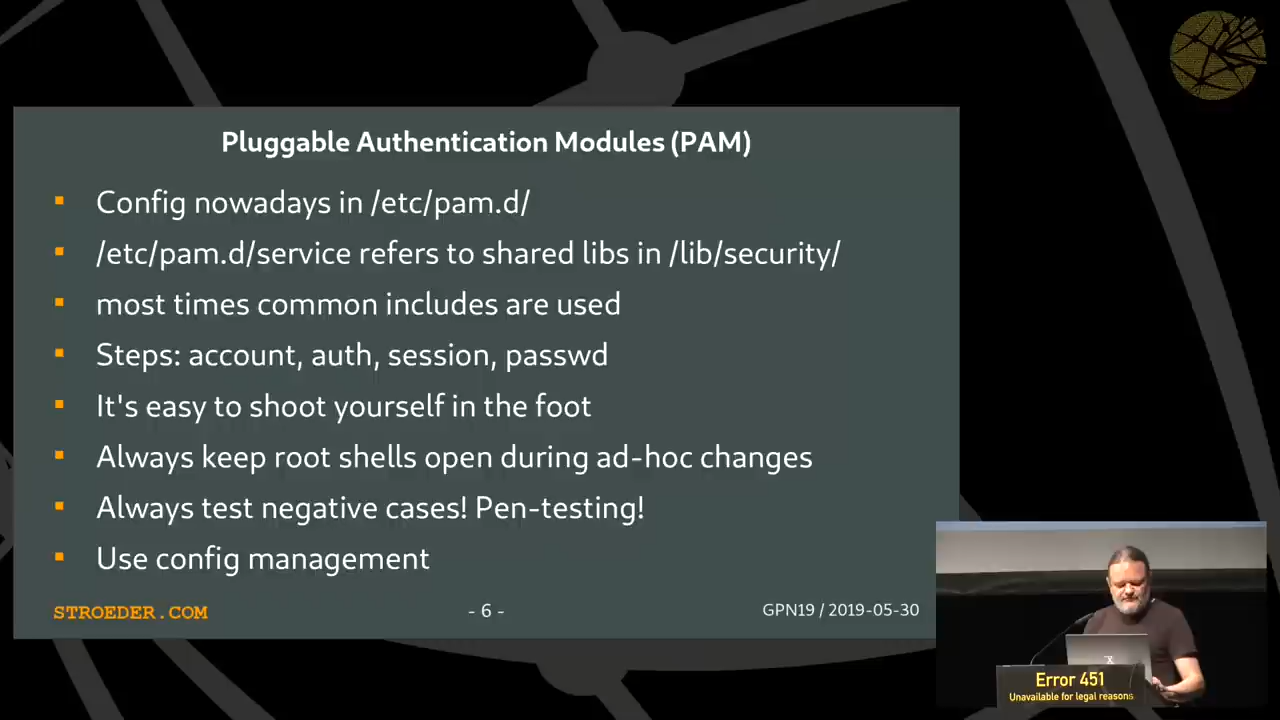 Pluggable Authentication Modules (PAM)
Config nowadays in /etc/pam.d/
/etc/pam.d/service refers to shared libs in /lib/security/
most times common includes are used
Steps: account, auth, session, passwd
It's easy to shoot yourself in the foot
Always keep root shells open during ad-hoc changes
Always test negative cases! Pen-testing!
Use config management
STROEDER.COM
- 6 -
GPN19 / 2019-05-30
Error 451
Unavailable for legal reasons